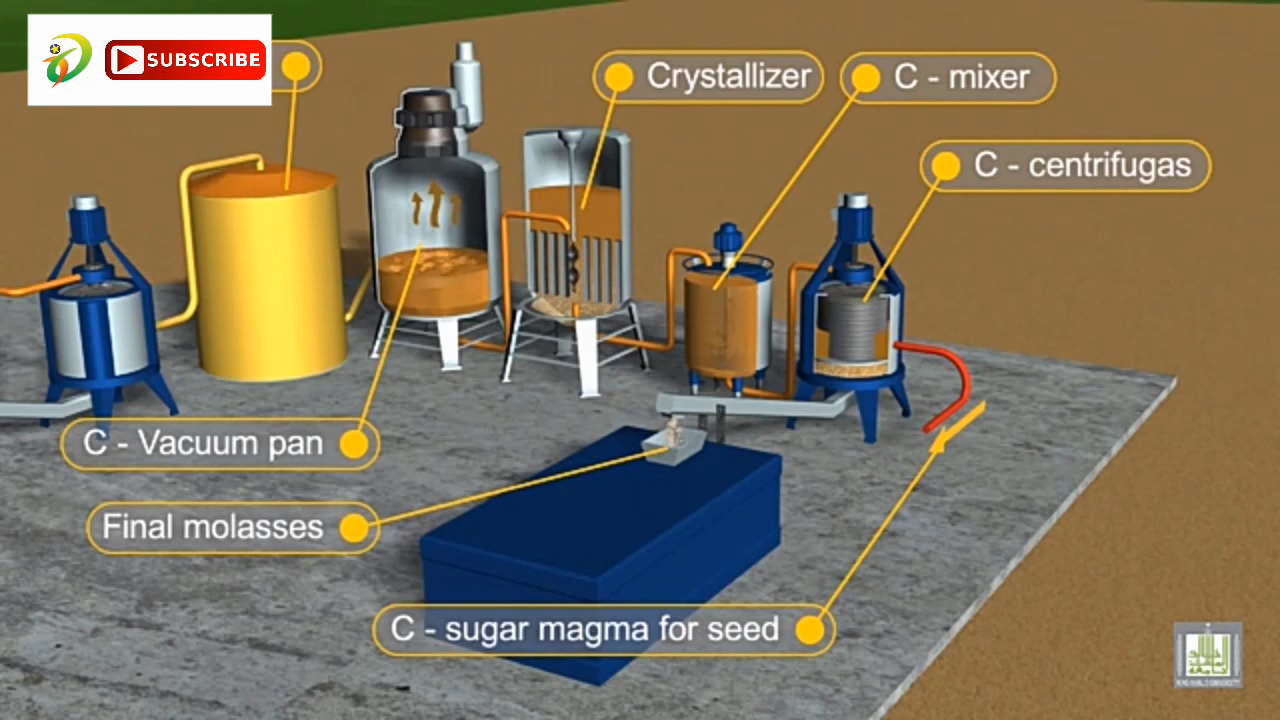 SUBSCRIBE
Crystallizer
C - mixer
C - centrifugas
C - Vacuum pan
Final molasses
C - sugar magma for seed